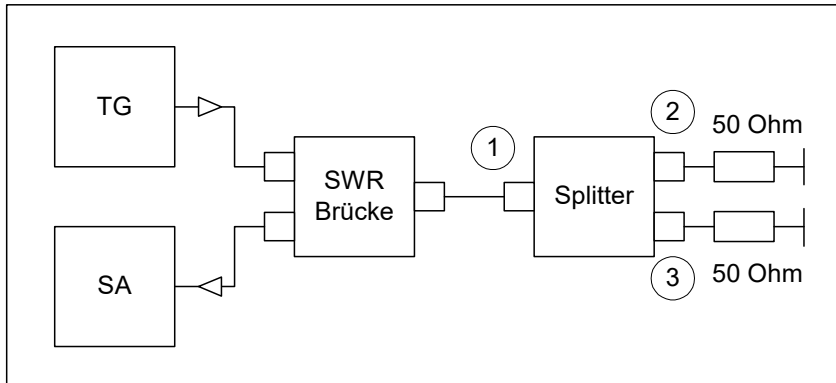 TG
SA
SWR
Brücke
1
Splitter
2
50 Ohm
3
50 Ohm